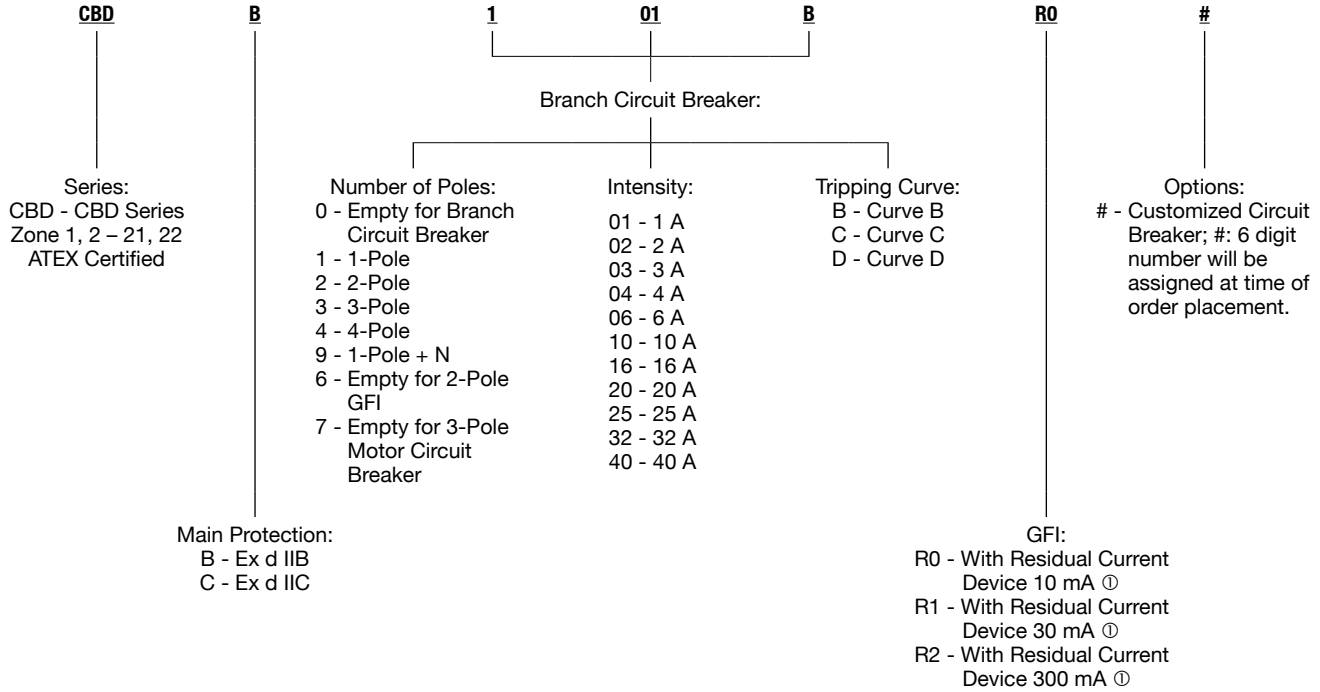 CBD B 1 01 B R0 #
Branch Circuit Breaker:
Series:
CBD - CBD Series
Zone 1, 2 – 21, 22
ATEX Certified
Number of Poles:
0 - Empty for Branch
Circuit Breaker
1 - 1-Pole
2 - 2-Pole
3 - 3-Pole
4 - 4-Pole
9 - 1-Pole + N
6 - Empty for 2-Pole
GFI
7 - Empty for 3-Pole
Motor Circuit
Breaker
Intensity:
01 - 1 A
02 - 2 A
03 - 3 A
04 - 4 A
06 - 6 A
10 - 10 A
16 - 16 A
20 - 20 A
25 - 25 A
32 - 32 A
40 - 40 A
Tripping Curve:
B - Curve B
C - Curve C
D - Curve D
Options:
# - Customized Circuit
Breaker; #: 6 digit
number will be
assigned at time of
order placement.
Main Protection:
B - Ex d IIB
C - Ex d IIC
GFI:
R0 - With Residual Current
Device 10 mA ①
R1 - With Residual Current
Device 30 mA ①
R2 - With Residual Current
Device 300 mA ①